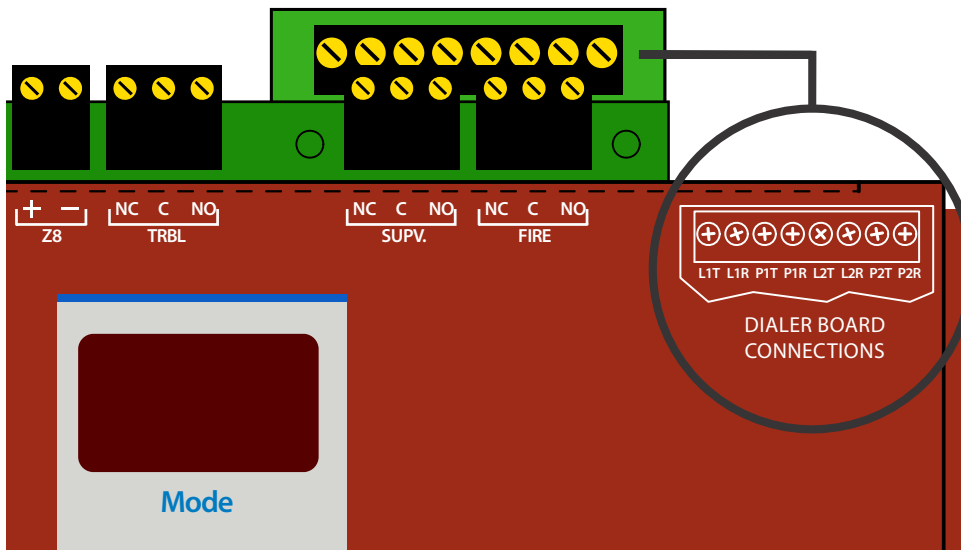 + −
Z8
NC C NO
TRBL
NC C NO
SUPV.
NC C NO
FIRE
L1T L1R P1T P1R L2T L2R P2T P2R
DIALER BOARD
CONNECTIONS
Mode